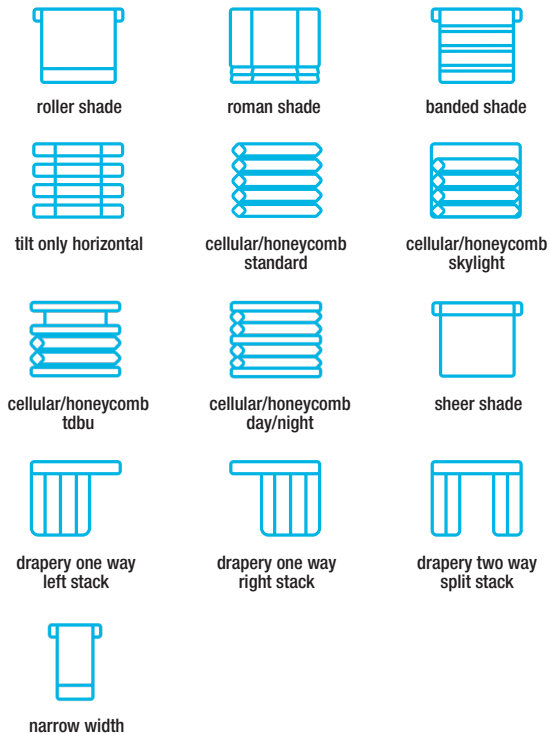 roller shade
roman shade
banded shade
tilt only horizontal
cellular/honeycomb
standard
cellular/honeycomb
skylight
cellular/honeycomb
tdbu
cellular/honeycomb
day/night
sheer shade
drapery one way
left stack
drapery one way
right stack
drapery two way
split stack
narrow width